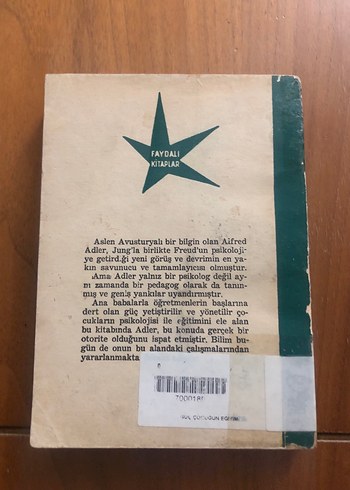 FAYDALI
KİTAPLAR
Aslen Avusturyalı bir bilgin olan Alfred
Adler, Jung'la birlikte Freud'un psikoloji-
ye getird.ği yeni görüş ve devrimin en ya-
kın savunucu ve tamamlayıcısı olmuştur.
Ama Adler yalnız bir psikolog değil ay-
nı zamanda bir pedagog olarak da tanın-
mış ve geniş yankılar uyandırmıştır.
Ana babalarla öğretmenlerin başlarına
dert olan güç yetiştirilir ve yönetilir ço-
cukların psikolojisi ile eğitimini ele alan
bu kitabında Adler, bu konuda gerçek bir
otorite olduğunu ispat etmiştir. Bilim bu-
gün de onun bu alandaki çalışmalarından
yararlanmakta